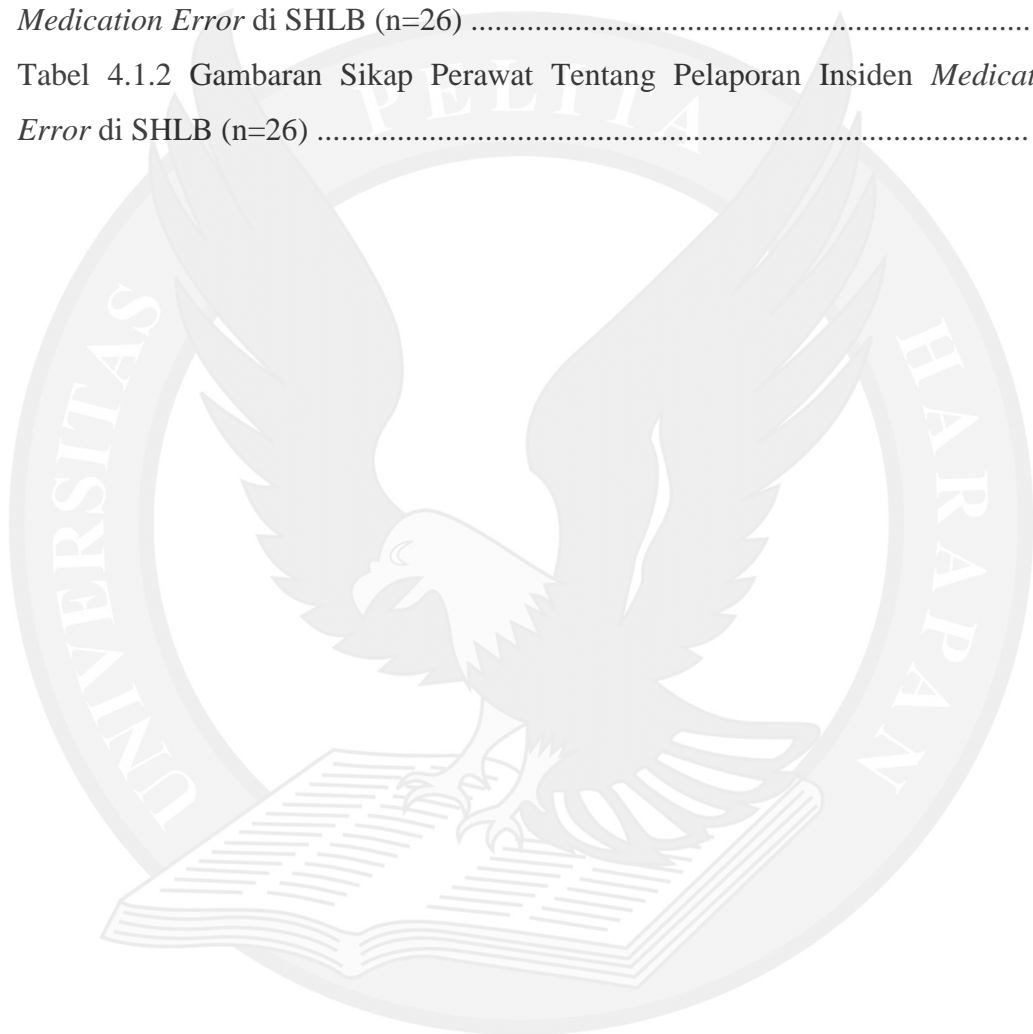 Medication Error di SHLB (n=26) ......................................................................
Tabel 4.1.2 Gambaran Sikap Perawat Tentang Pelaporan Insiden Medicat
Error di SHLB (n=26) .........................................................................................
UNIVERSITAS PELITA HARAPAN